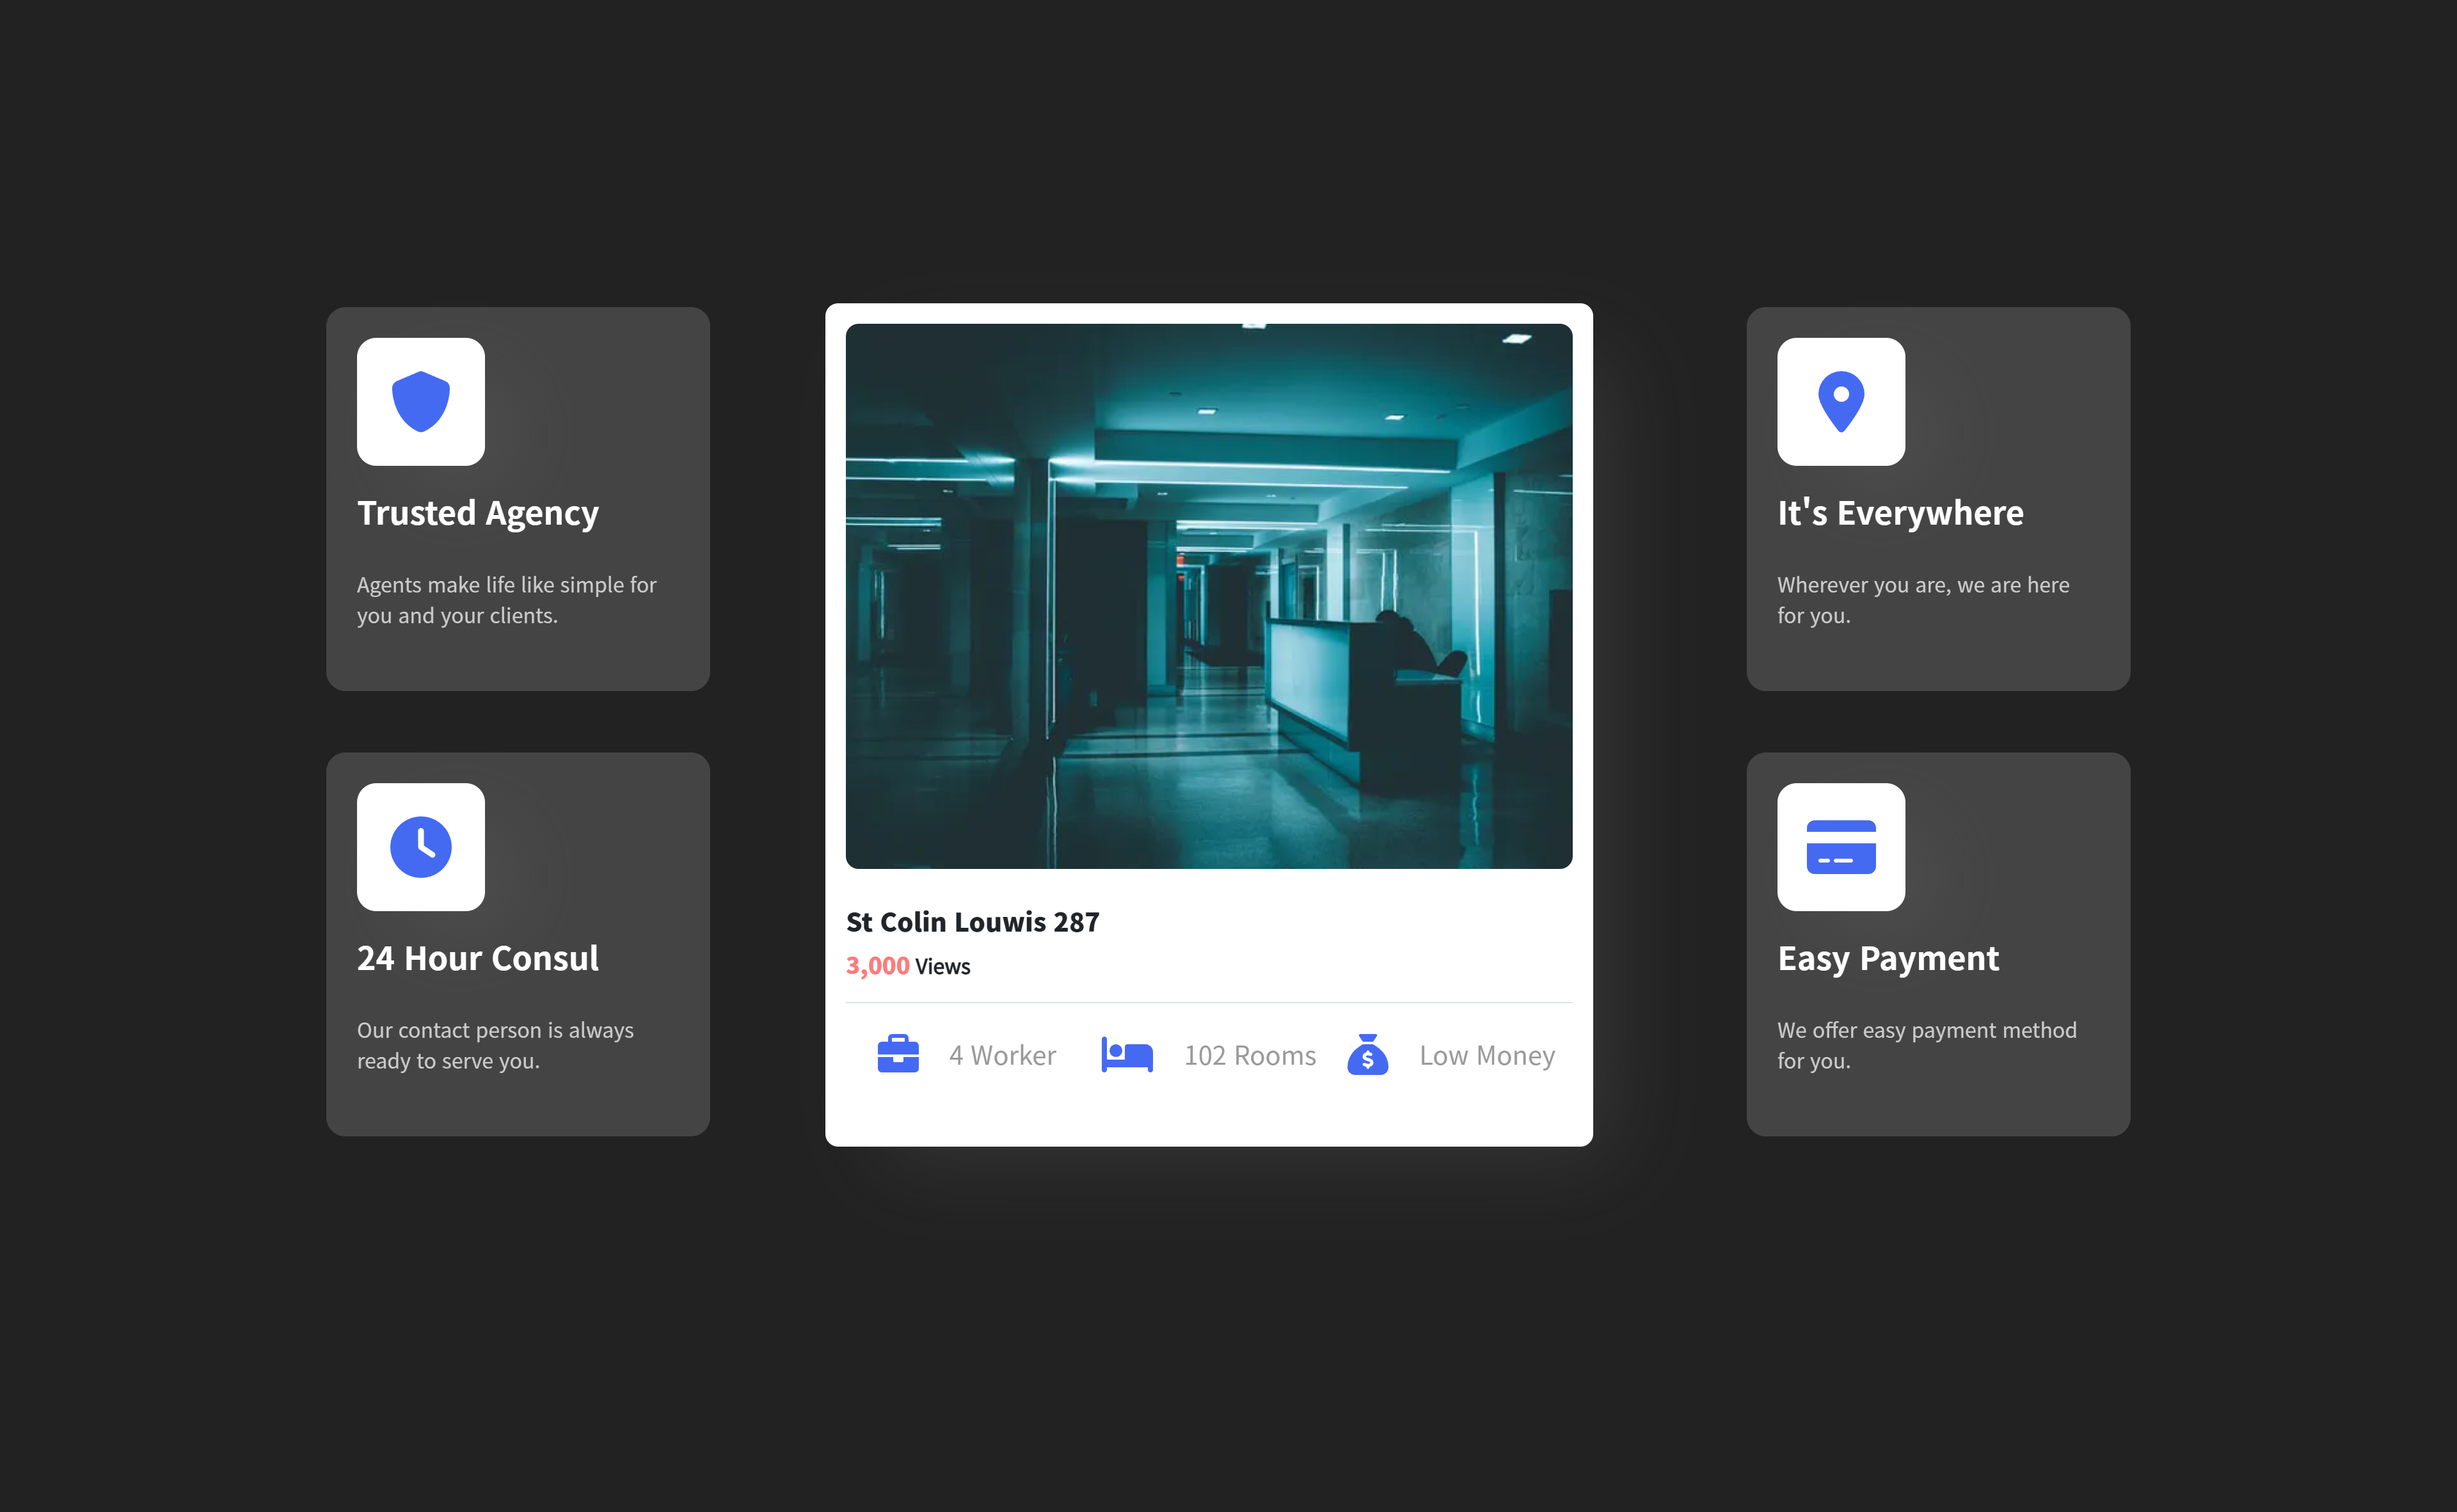 Trusted Agency
Agents make life like simple for
you and your clients.
24 Hour Consul
Our contact person is always
ready to serve you.
St Colin Louwis 287
3,000 Views
4 Worker
102 Rooms
Low Money
It's Everywhere
Wherever you are, we are here
for you.
Easy Payment
We offer easy payment method
for you.